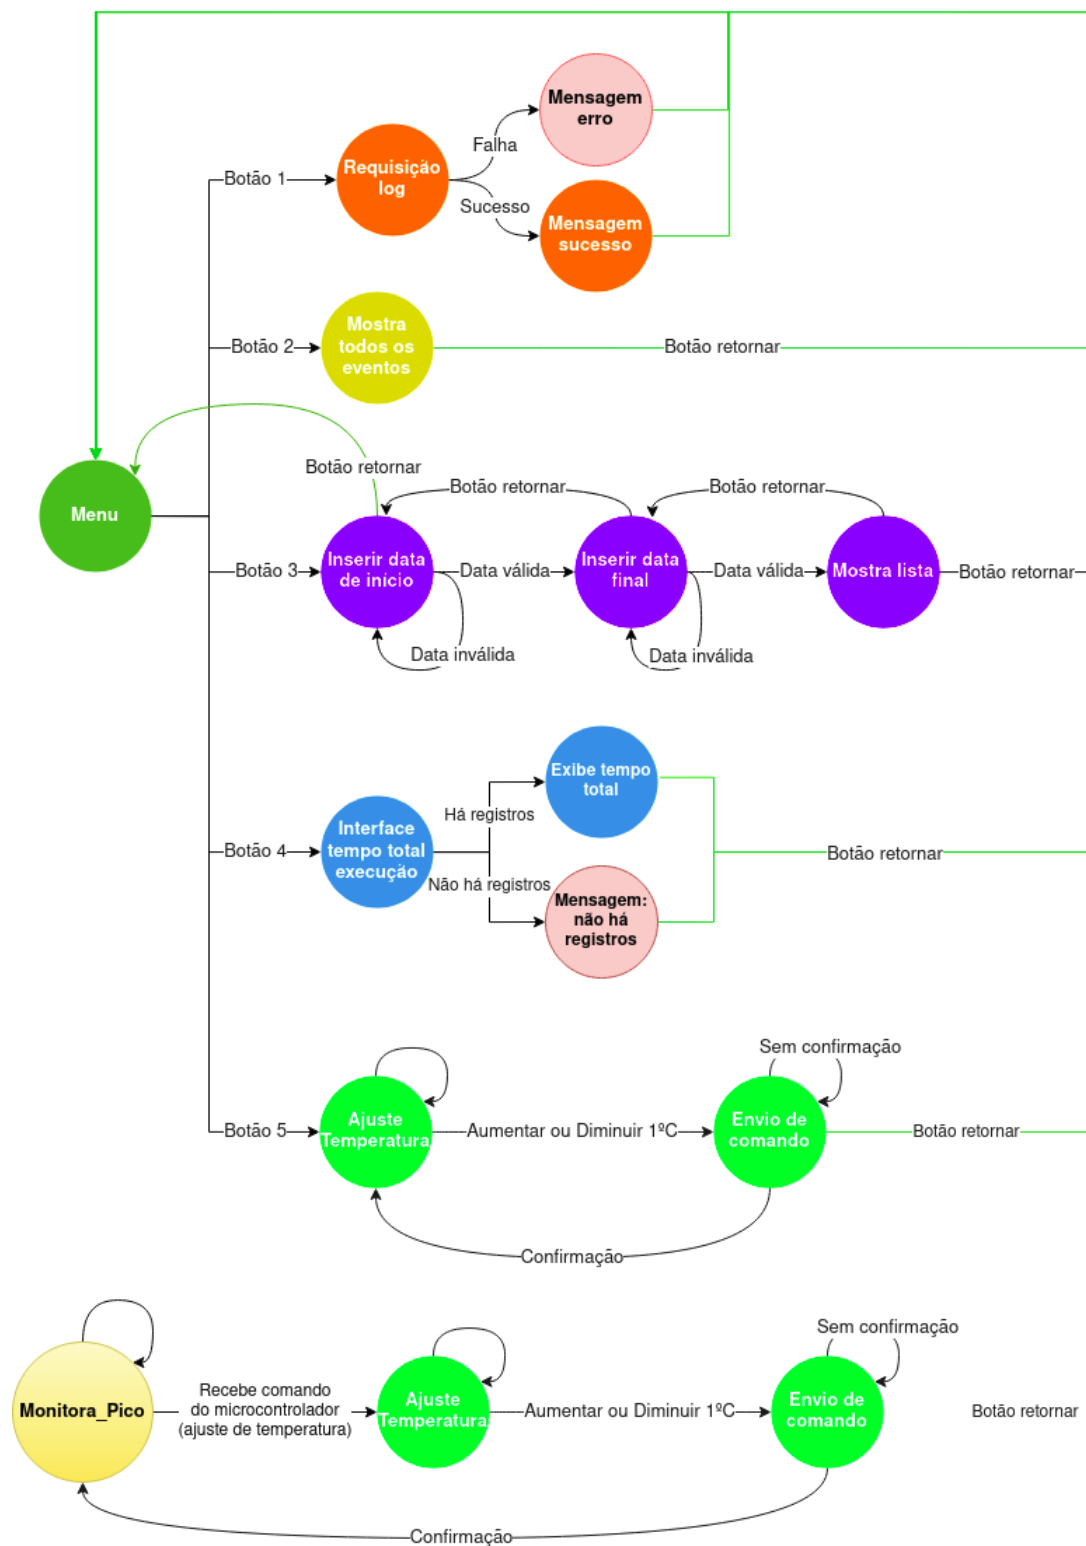 Mensagem
erro
Falha
Botão 1
Requisição
log
Sucesso
Mensagem
sucesso
Mostra
todos os
eventos
Botão 2
Botão retornar
Botão retornar
Botão retornar
Botão retornar
Menu
Botão 3
Inserir data
de início
Data válida
Inserir data
final
Data válida
Mostra lista
Botão retornar
Data inválida
Data inválida
Exibe tempo
total
Há registros
Botão 4
Interface
tempo total
execução
Botão retornar
Não há registros
Mensagem:
não há
registros
Sem confirmação
Botão 5
Ajuste
Temperatura
Aumentar ou Diminuir 1ºC
Envio de
comando
Botão retornar
Confirmação
Sem confirmação
Monitora_Pico
Recebe comando
do microcontrolador
(ajuste de temperatura)
Ajuste
Temperatura
Aumentar ou Diminuir 1ºC
Envio de
comando
Botão retornar
Confirmação